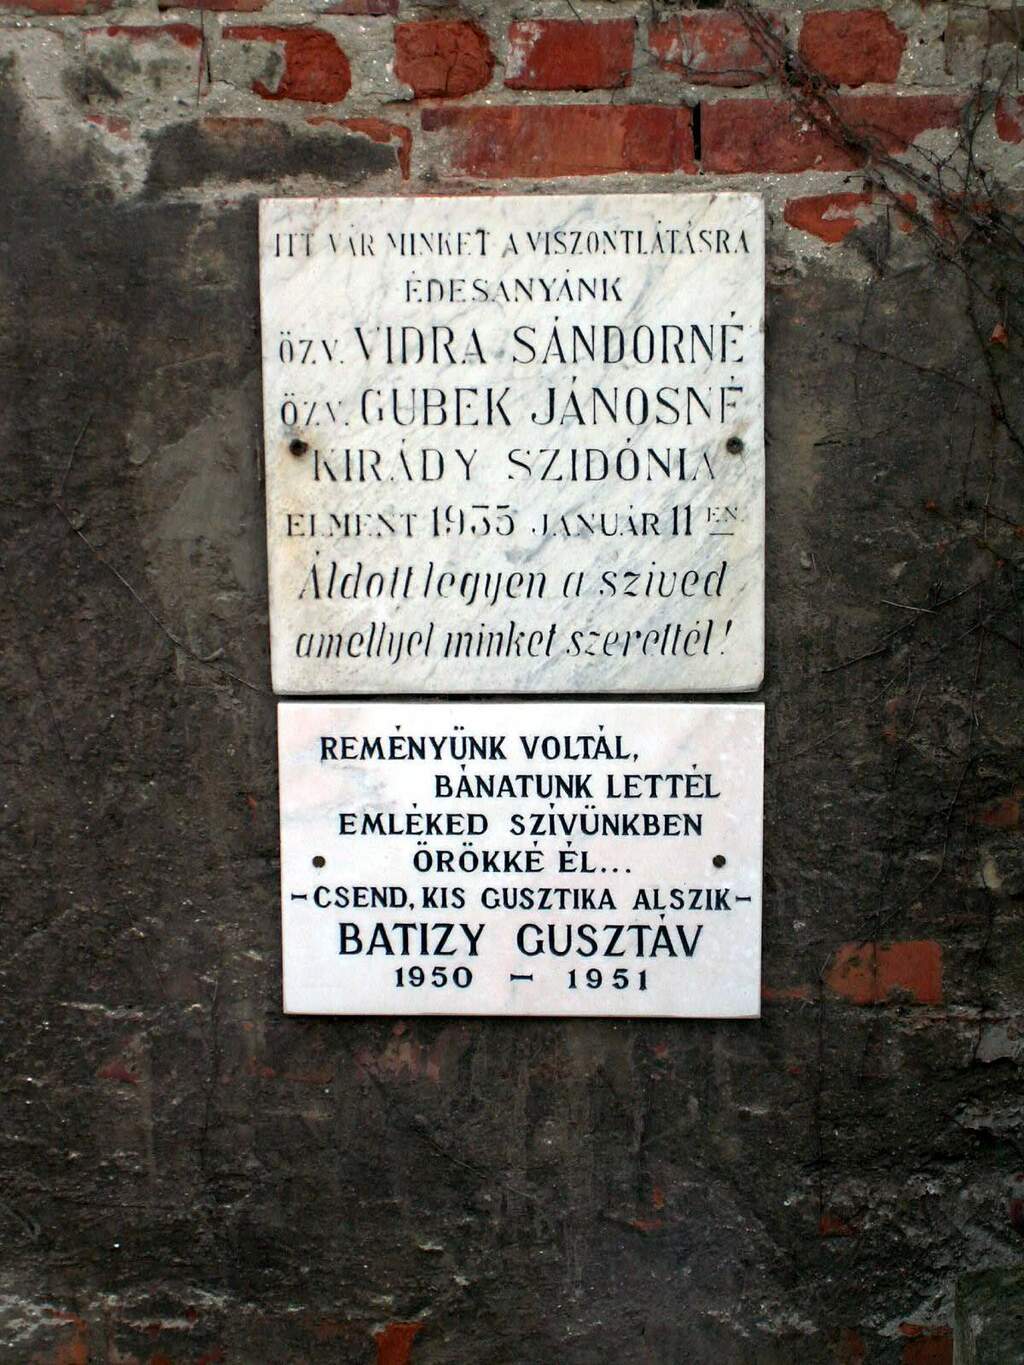 ITT VÁR MINKET A VISZONTLÁTÁSRA
ÉDESANYÁNK
ÖZV. VIDRA SÁNDORNÉ
ÖZV. GUBEK JÁNOSNÉ
KIRÁDY SZIDÓNIA
ELMENT 1935 JANUÁR 11 ÉN.
Áldott legyen a szived
amellyel minket szerettél!
REMÉNYÜNK VOLTÁL,
BÁNATUNK LETTÉL
EMLÉKED SZÍVÜNKBEN
ÖRÖKKÉ ÉL...
-CSEND, KIS GUSZTIKA ALSZIK-
BATIZY GUSZTÁV
1950 - 1951